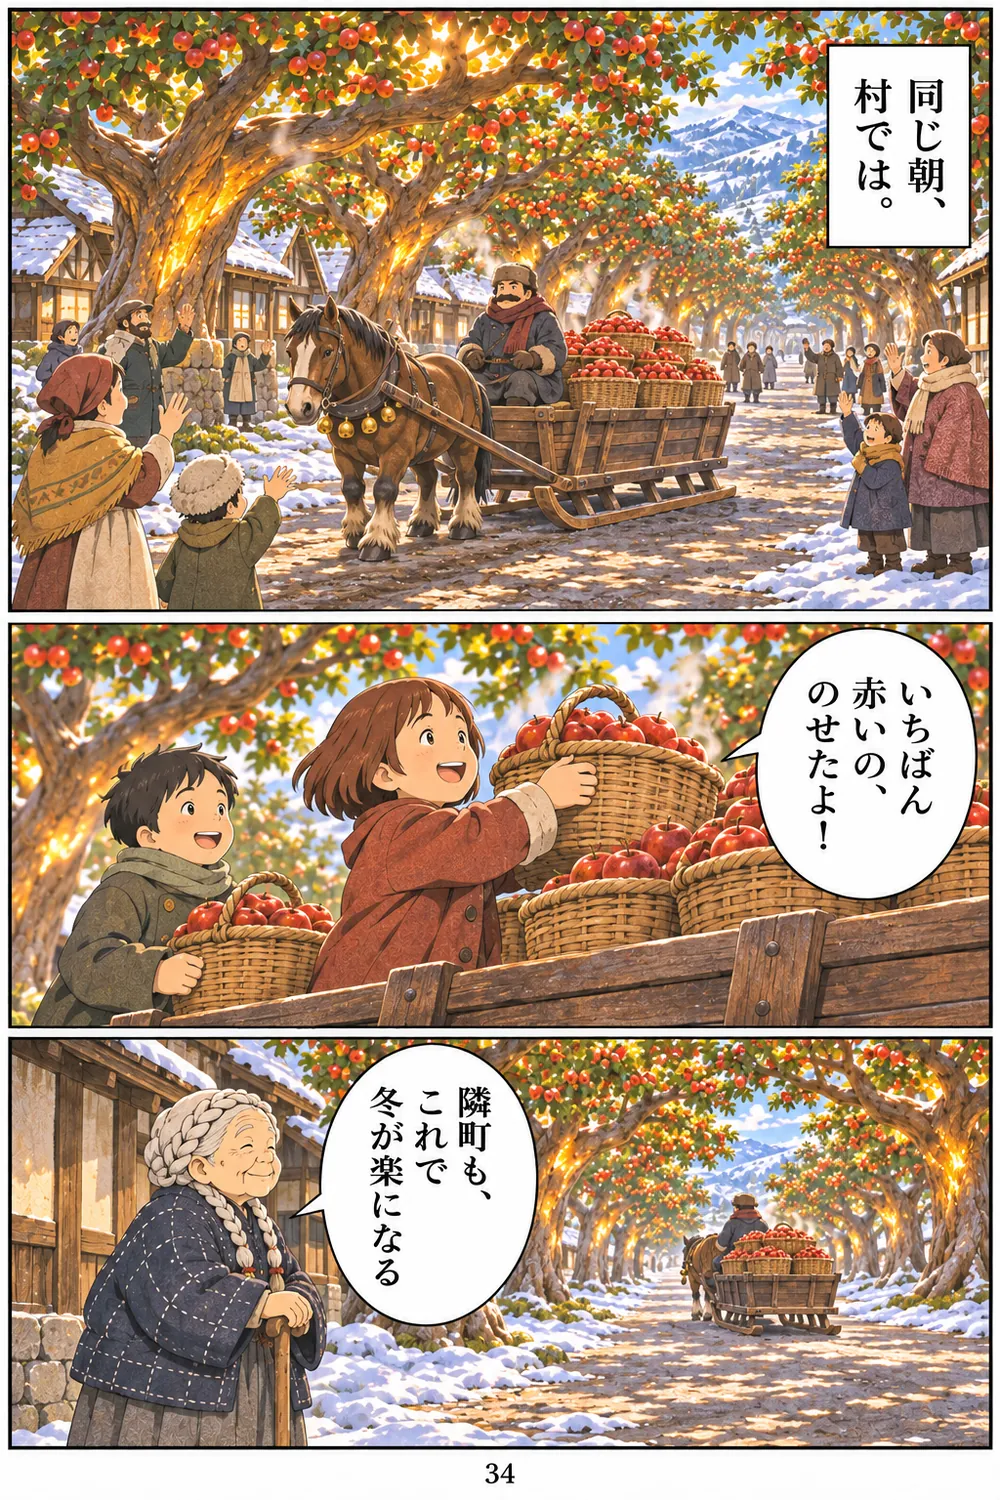 同じ朝、
村では。
いちばん
赤いの、
のせたよ！
隣町も、
これで
冬が楽になる
34